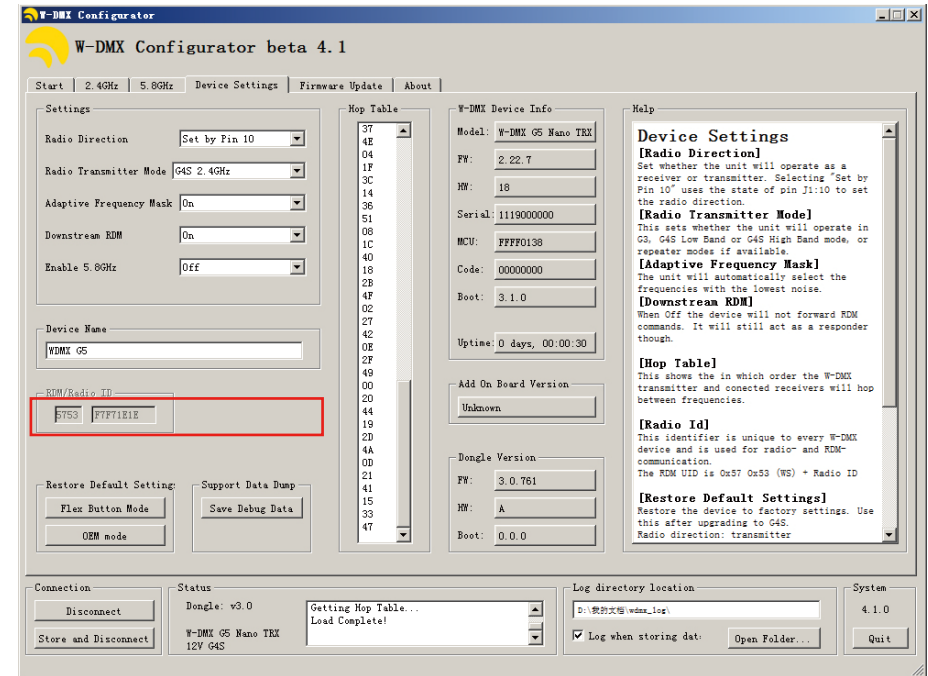 W-DMX Configurator
W-DMX Configurator beta 4.1
Start
2.4GHz
5.8GHz
Device Settings
Firmware Update
About
Settings
Radio Direction
Set by Pin 10
Radio Transmitter Mode
G4S 2.4GHz
Adaptive Frequency Mask
On
Downstream RDM
On
Enable 5.8GHz
Off
Device Name
WDMX G5
RDM/Radio ID
5753
F7F71E1E
Restore Default Setting:
Flex Button Mode
OEM mode
Support Data Dump
Save Debug Data
Hop Table
37
4E
04
1F
3C
14
36
51
08
1C
40
18
2B
4F
02
27
42
0E
2F
49
00
20
44
19
2D
4A
0D
21
41
15
33
47
W-DMX Device Info
Model:
W-DMX G5 Nano TRX
FW:
2.22.7
HW:
18
Serial:
1119000000
MCU:
FFFF0138
Code:
00000000
Boot:
3.1.0
Uptime:
0 days, 00:00:30
Add On Board Version
Unknown
Dongle Version
FW:
3.0.761
HW:
A
Boot:
0.0.0
Help
Device Settings
[Radio Direction]
Set whether the unit will operate as a
receiver or transmitter. Selecting "Set by
Pin 10" uses the state of pin J1:10 to set
the radio direction.
[Radio Transmitter Mode]
This sets whether the unit will operate in
G3, G4S Low Band or G4S High Band mode, or
repeater modes if available.
[Adaptive Frequency Mask]
The unit will automatically select the
frequencies with the lowest noise.
[Downstream RDM]
When Off the device will not forward RDM
commands. It will still act as a responder
though.
[Hop Table]
This shows the in which order the W-DMX
transmitter and conected receivers will hop
between frequencies.
[Radio Id]
This identifier is unique to every W-DMX
device and is used for radio- and RDM-
communication.
The RDM UID is 0x57 0x53 (WS) + Radio ID
[Restore Default Settings]
Restore the device to factory settings. Use
this after upgrading to G4S.
Radio direction: transmitter
Connection
Disconnect
Store and Disconnect
Status
Dongle: v3.0
W-DMX G5 Nano TRX
12V G4S
Getting Hop Table...
Load Complete!
Log directory location
D:\我的文档\wdmx_log\
Log when storing dat:
Open Folder...
System
4.1.0
Quit